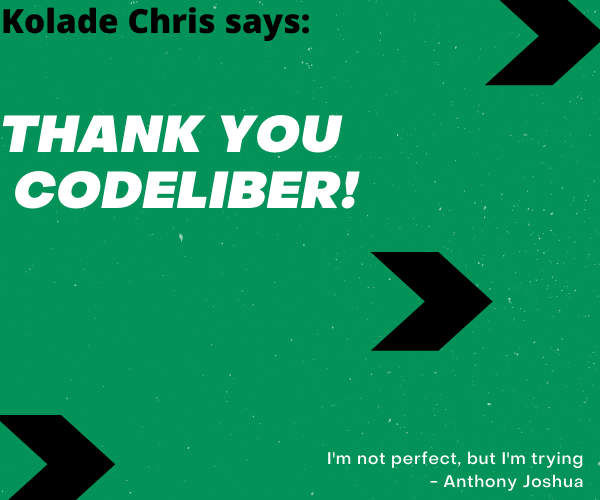 Kolade Chris says:
THANK YOU
CODELIBER!
I'm not perfect, but I'm trying
– Anthony Joshua